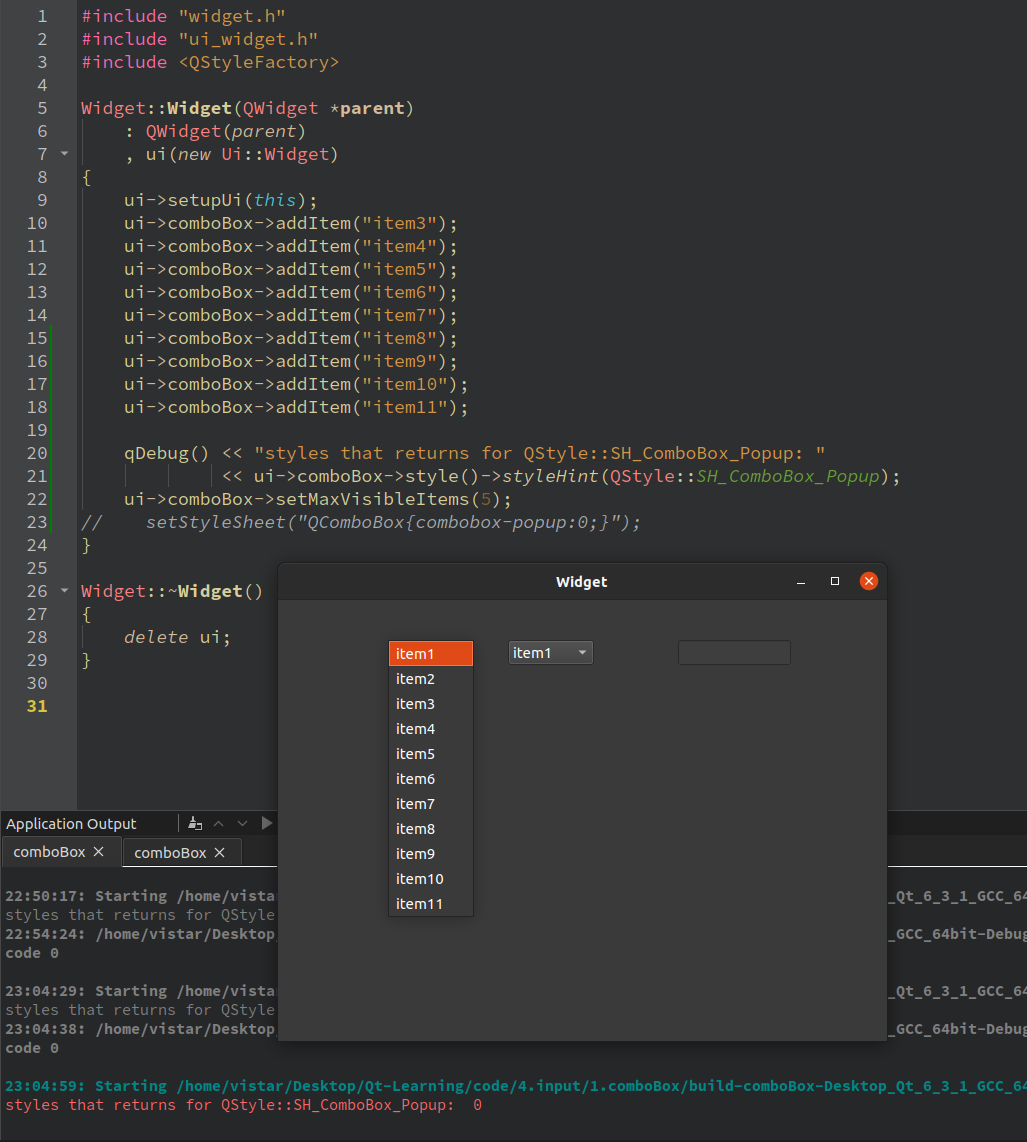 1 #include "widget.h"
2 #include "ui_widget.h"
3 #include <QStyleFactory>
4
5 Widget::Widget(QWidget *parent)
6     : QWidget(parent)
7     , ui(new Ui::Widget)
8 {
9     ui->setupUi(this);
10     ui->comboBox->addItem("item3");
11     ui->comboBox->addItem("item4");
12     ui->comboBox->addItem("item5");
13     ui->comboBox->addItem("item6");
14     ui->comboBox->addItem("item7");
15     ui->comboBox->addItem("item8");
16     ui->comboBox->addItem("item9");
17     ui->comboBox->addItem("item10");
18     ui->comboBox->addItem("item11");
19
20     qDebug() << "styles that returns for QStyle::SH_ComboBox_Popup: "
21              << ui->comboBox->style()->styleHint(QStyle::SH_ComboBox_Popup);
22     ui->comboBox->setMaxVisibleItems(5);
23 //    setStyleSheet("QComboBox{combobox-popup:0;}");
24 }
25
26 Widget::~Widget()
27 {
28     delete ui;
29 }
30
31
Widget
item1 item1
item2
item3
item4
item5
item6
item7
item8
item9
item10
item11
Application Output
comboBox comboBox
22:50:17: Starting /home/vista _Qt_6_3_1_GCC_64
styles that returns for QStyle
22:54:24: /home/vistar/Desktop _GCC_64bit-Debug
code 0
23:04:29: Starting /home/vista _Qt_6_3_1_GCC_64
styles that returns for QStyle
23:04:38: /home/vistar/Desktop _GCC_64bit-Debug
code 0
23:04:59: Starting /home/vistar/Desktop/Qt-Learning/code/4.input/1.comboBox/build-comboBox-Desktop_Qt_6_3_1_GCC_64
styles that returns for QStyle::SH_ComboBox_Popup:  0